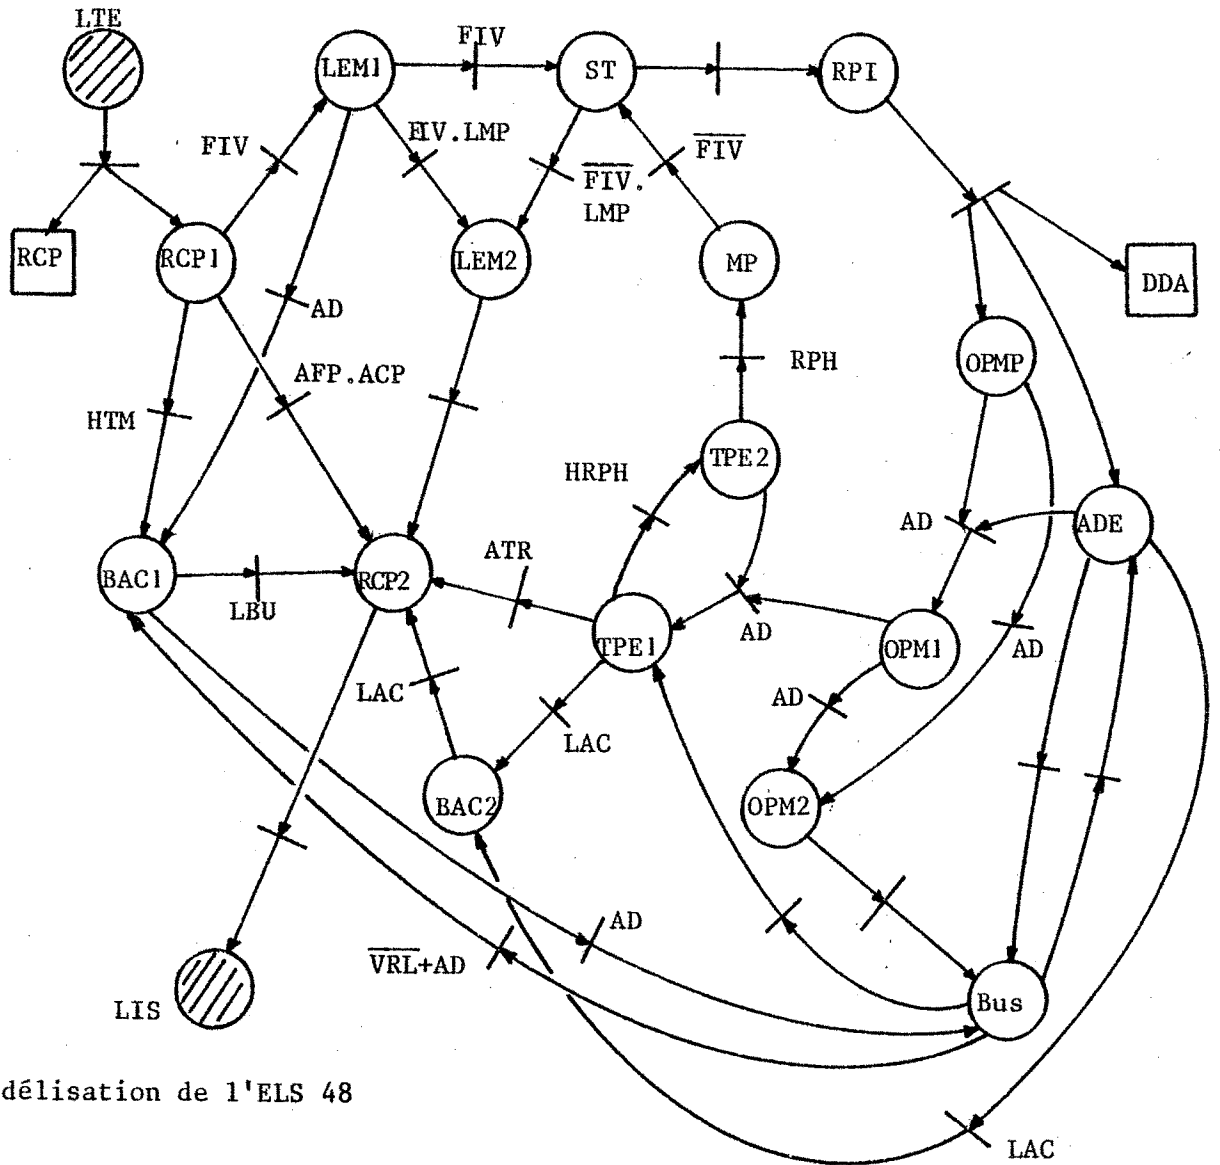 LTE
FIV
LEM1
ST
RPI
FIV
FIV.LMP
FIV
FIV.
LMP
RCP
RCP1
LEM2
MP
DDA
AD
OPMP
RPH
AFP.ACP
HTM
TPE2
HRPH
AD
ADE
ATR
BAC1
RCP2
LBU
TPE1
AD
OPM1
AD
LAC
AD
LAC
BAC2
OPM2
AD
VRL+AD
LIS
Bus
délisation de l'ELS 48
LAC